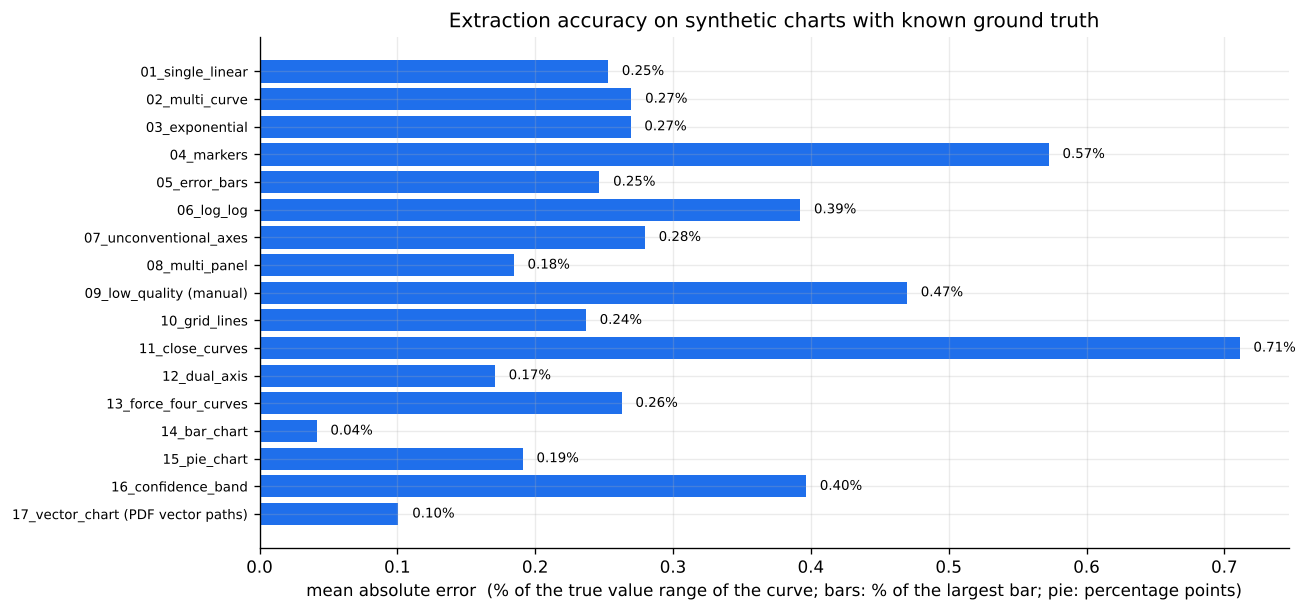 Extraction accuracy on synthetic charts with known ground truth
01_single_linear 0.25%
02_multi_curve 0.27%
03_exponential 0.27%
04_markers 0.57%
05_error_bars 0.25%
06_log_log 0.39%
07_unconventional_axes 0.28%
08_multi_panel 0.18%
09_low_quality (manual) 0.47%
10_grid_lines 0.24%
11_close_curves 0.71%
12_dual_axis 0.17%
13_force_four_curves 0.26%
14_bar_chart 0.04%
15_pie_chart 0.19%
16_confidence_band 0.40%
17_vector_chart (PDF vector paths) 0.10%
0.0 0.1 0.2 0.3 0.4 0.5 0.6 0.7
mean absolute error  (% of the true value range of the curve; bars: % of the largest bar; pie: percentage points)